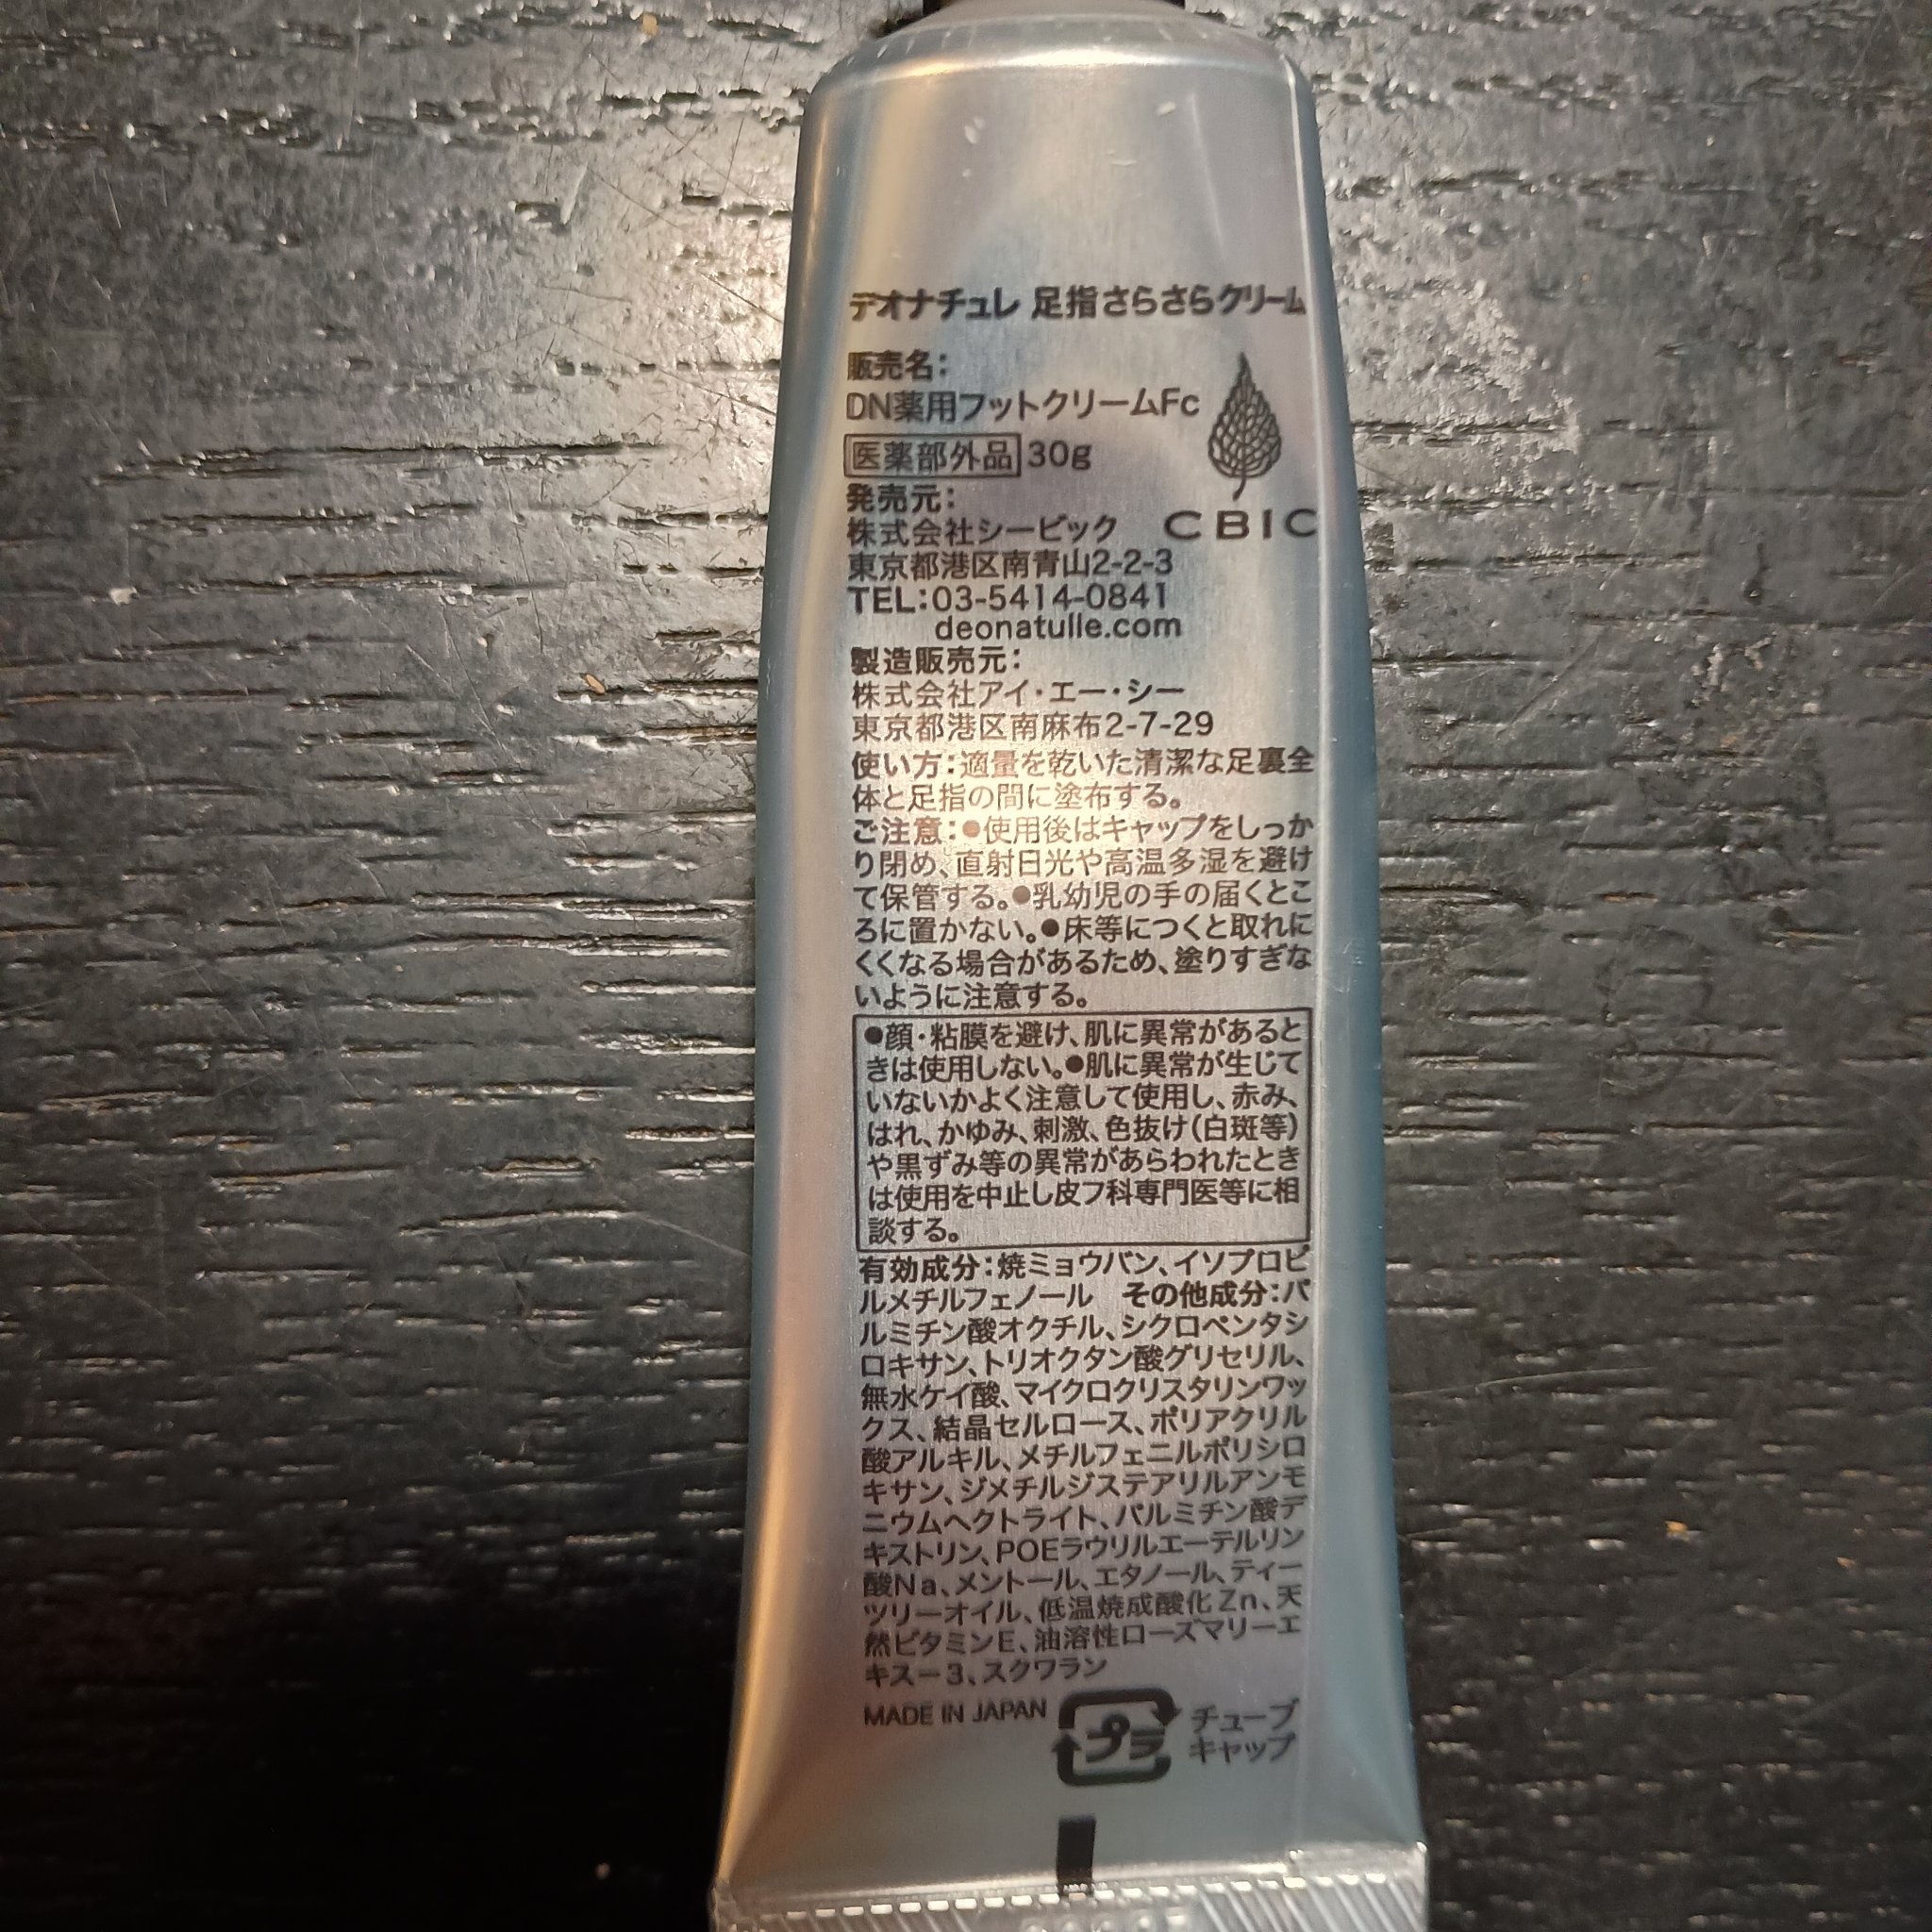 デオナチュレ 足指さらさらクリーム
販売名:
DN薬用フットクリームFc
医薬部外品 30g
発売元:
株式会社シービック CBIC
東京都港区南青山2-2-3
TEL:03-5414-0841
deonatulle.com
製造販売元:
株式会社アイ・エー・シー
東京都港区南麻布2-7-29
使い方:適量を乾いた清潔な足裏全
体と足指の間に塗布する。
ご注意:●使用後はキャップをしっか
り閉め、直射日光や高温多湿を避け
て保管する。●乳幼児の手の届くとこ
ろに置かない。●床等につくと取れに
くくなる場合があるため、塗りすぎな
いように注意する。
●顔・粘膜を避け、肌に異常があると
きは使用しない。●肌に異常が生じて
いないかよく注意して使用し、赤み、
はれ、かゆみ、刺激、色抜け(白斑等)
や黒ずみ等の異常があらわれたとき
は使用を中止し皮フ科専門医等に相
談する。
有効成分:焼ミョウバン、イソプロピ
ルメチルフェノール その他成分:パ
ルミチン酸オクチル、シクロペンタシ
ロキサン、トリオクタン酸グリセリル、
無水ケイ酸、マイクロクリスタリンワッ
クス、結晶セルロース、ポリアクリル
酸アルキル、メチルフェニルポリシロ
キサン、ジメチルジステアリルアンモ
ニウムヘクトライト、パルミチン酸デ
キストリン、POEラウリルエーテルリン
酸Na、メントール、エタノール、ティー
ツリーオイル、低温焼成酸化Zn、天
然ビタミンE、油溶性ローズマリーエ
キス－3、スクワラン
MADE IN JAPAN プラ チューブ
キャップ